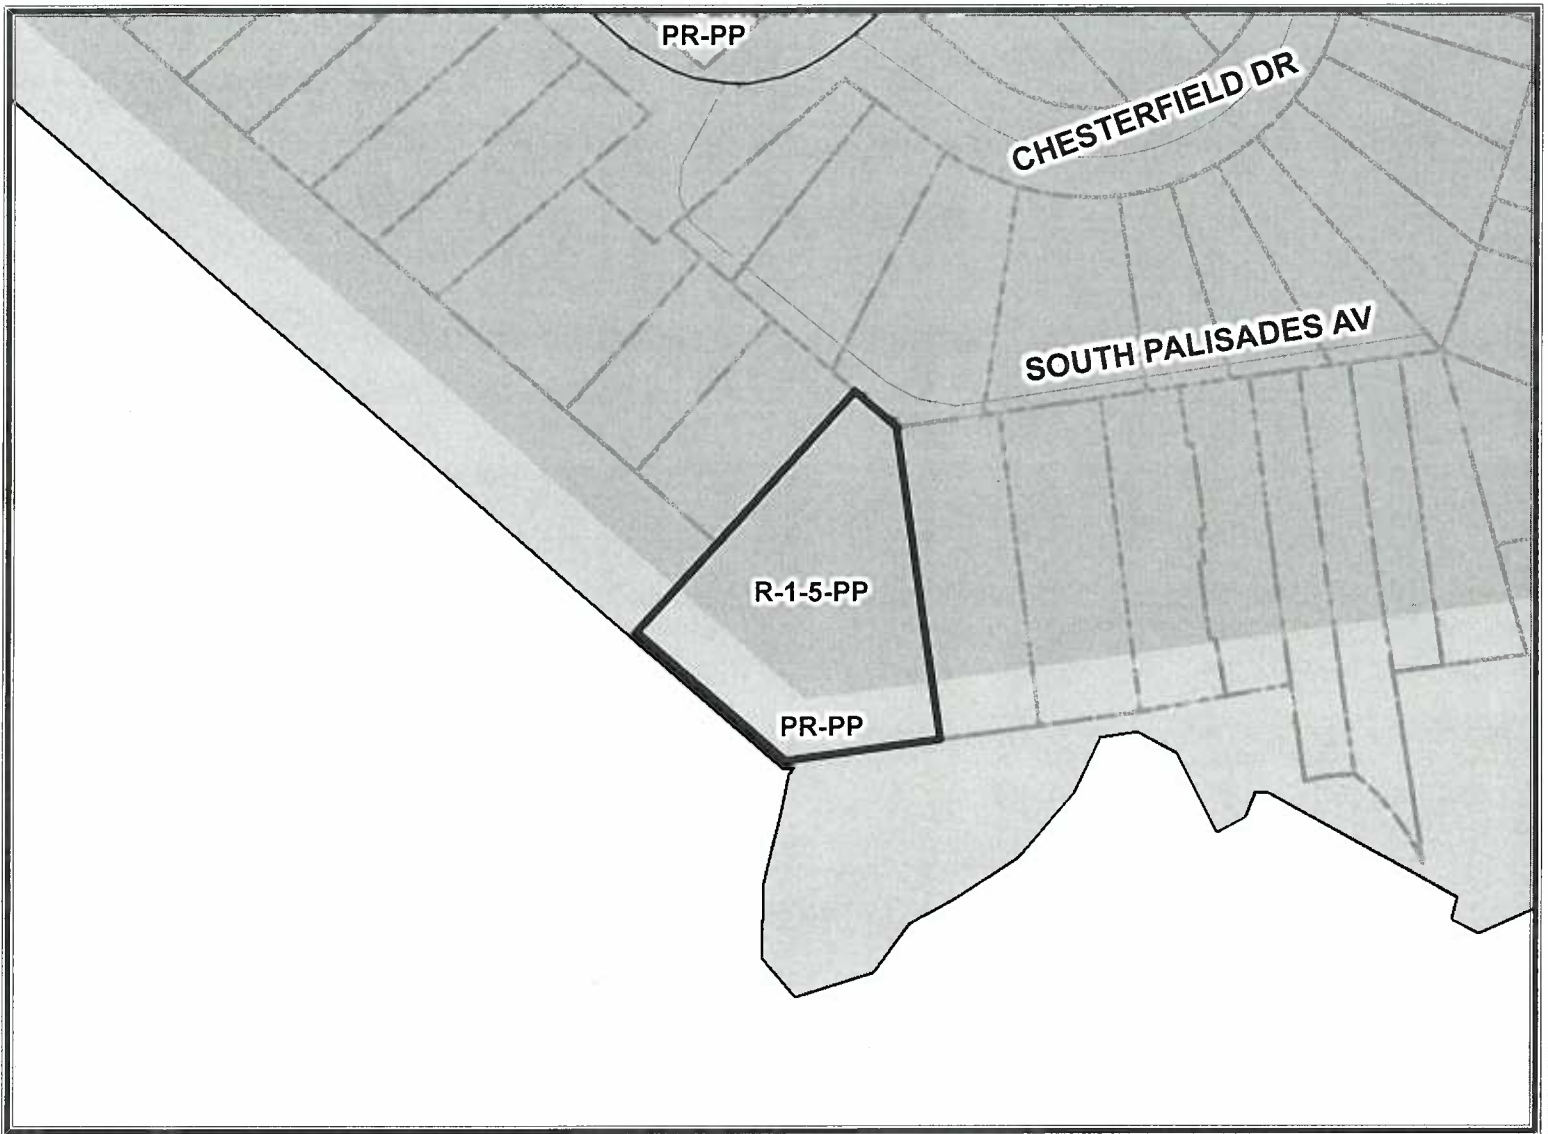 PR-PP
CHESTERFIELD DR
SOUTH PALISADES AV
R-1-5-PP
PR-PP